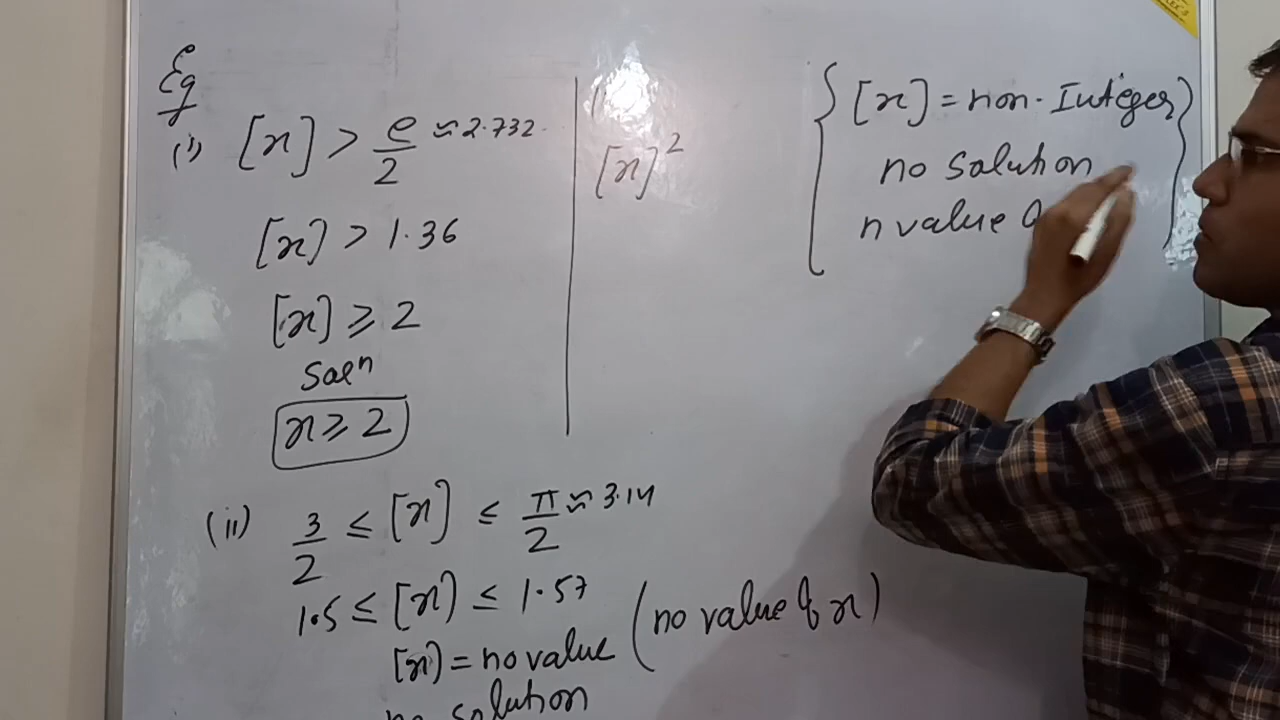 Eg
(i) [x] > e/2 ≈ 2.732
[x] > 1.36
[x] ≥ 2
Solⁿ
x ≥ 2
(ii) 3/2 ≤ [x] ≤ π/2 ≈ 3.14
1.5 ≤ [x] ≤ 1.57
[x] = no value (no value of x)
no solution
[x]²
{ [x] = non-Integer }
no solution
n value